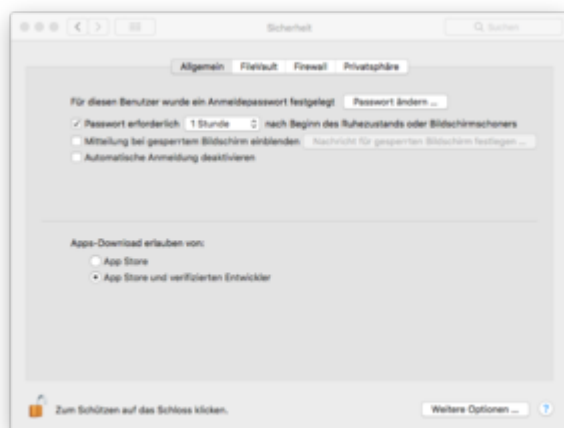 Sicherheit
Suchen
Allgemein FileVault Firewall Privatsphäre
Für diesen Benutzer wurde ein Anmeldepasswort festgelegt Passwort ändern ...
Passwort erforderlich 1 Stunde nach Beginn des Ruhezustands oder Bildschirmschoners
Mitteilung bei gesperrtem Bildschirm einblenden Nachricht für gesperrten Bildschirm festlegen ...
Automatische Anmeldung deaktivieren
Apps-Download erlauben von:
App Store
App Store und verifizierten Entwickler
Zum Schützen auf das Schloss klicken.
Weitere Optionen ... ?